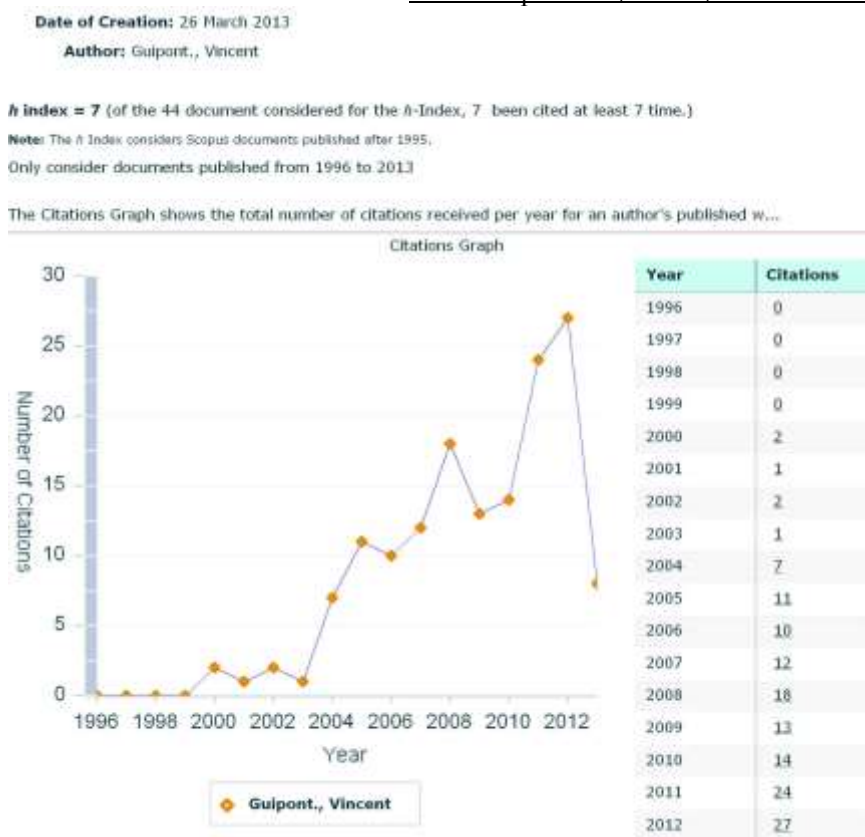 Date of Creation: 26 March 2013
Author: Guipont., Vincent
h index = 7 (of the 44 document considered for the h-Index, 7 been cited at least 7 time.)
Note: The h Index considers Scopus documents published after 1995.
Only consider documents published from 1996 to 2013
The Citations Graph shows the total number of citations received per year for an author's published w...
Citations Graph
30
25
20
15
10
5
0
Number of Citations
1996 1998 2000 2002 2004 2006 2008 2010 2012
Year
Guipont., Vincent
Year Citations
1996 0
1997 0
1998 0
1999 0
2000 2
2001 1
2002 2
2003 1
2004 7
2005 11
2006 10
2007 12
2008 18
2009 13
2010 14
2011 24
2012 27